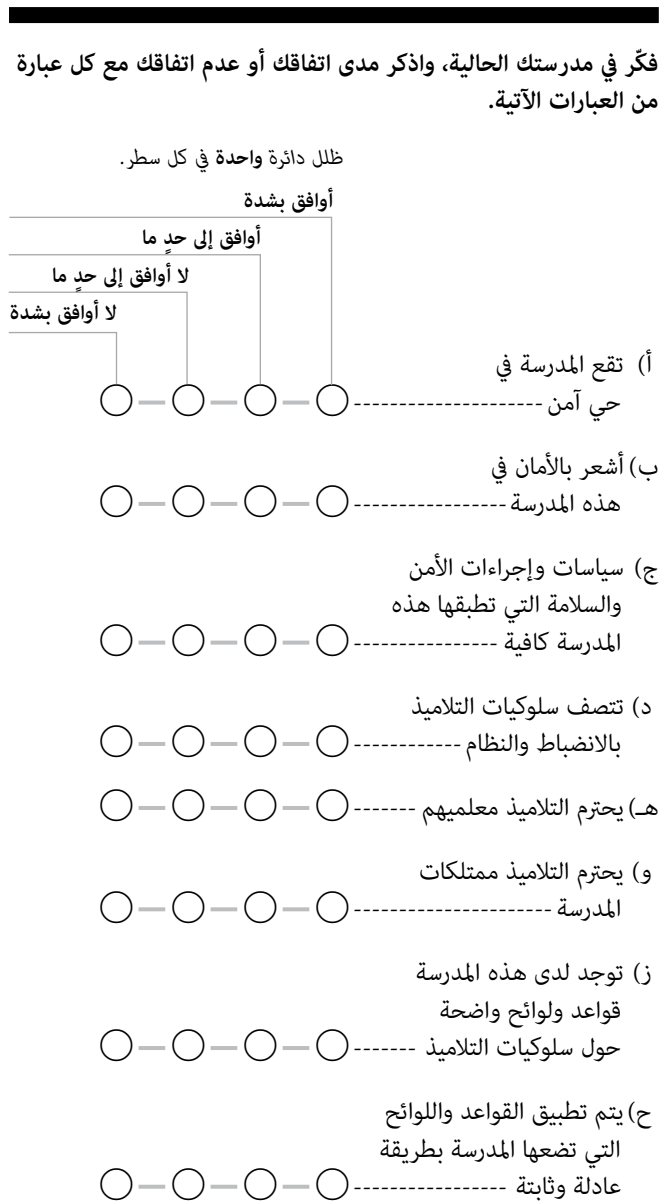 فكّر في مدرستك الحالية، واذكر مدى اتفاقك أو عدم اتفاقك مع كل عبارة
من العبارات الآتية.
ظلل دائرة واحدة في كل سطر.
أوافق بشدة
أوافق إلى حدٍ ما
لا أوافق إلى حدٍ ما
لا أوافق بشدة
أ) تقع المدرسة في
حي آمن ---------------------
ب) أشعر بالأمان في
هذه المدرسة -----------------
ج) سياسات وإجراءات الأمن
والسلامة التي تطبقها هذه
المدرسة كافية ----------------
د) تتصف سلوكيات التلاميذ
بالانضباط والنظام ------------
هـ) يحترم التلاميذ معلميهم -------
و) يحترم التلاميذ ممتلكات
المدرسة ----------------------
ز) توجد لدى هذه المدرسة
قواعد ولوائح واضحة
حول سلوكيات التلاميذ -------
ح) يتم تطبيق القواعد واللوائح
التي تضعها المدرسة بطريقة
عادلة وثابتة -----------------